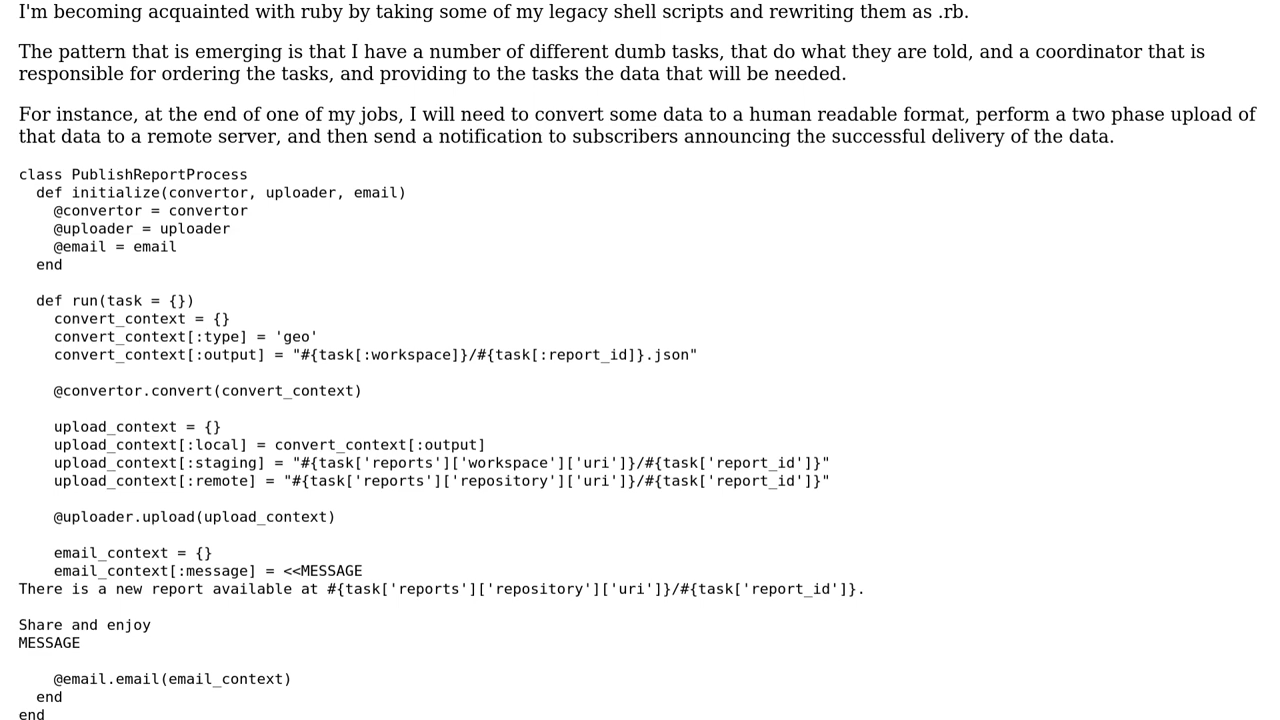 I'm becoming acquainted with ruby by taking some of my legacy shell scripts and rewriting them as .rb.
The pattern that is emerging is that I have a number of different dumb tasks, that do what they are told, and a coordinator that is
responsible for ordering the tasks, and providing to the tasks the data that will be needed.
For instance, at the end of one of my jobs, I will need to convert some data to a human readable format, perform a two phase upload of
that data to a remote server, and then send a notification to subscribers announcing the successful delivery of the data.
class PublishReportProcess
  def initialize(convertor, uploader, email)
    @convertor = convertor
    @uploader = uploader
    @email = email
  end
  def run(task = {})
    convert_context = {}
    convert_context[:type] = 'geo'
    convert_context[:output] = "#{task[:workspace]}/#{task[:report_id]}.json"
    @convertor.convert(convert_context)
    upload_context = {}
    upload_context[:local] = convert_context[:output]
    upload_context[:staging] = "#{task['reports']['workspace']['uri']}/#{task['report_id']}"
    upload_context[:remote] = "#{task['reports']['repository']['uri']}/#{task['report_id']}"
    @uploader.upload(upload_context)
    email_context = {}
    email_context[:message] = <<MESSAGE
There is a new report available at #{task['reports']['repository']['uri']}/#{task['report_id']}.
Share and enjoy
MESSAGE
    @email.email(email_context)
  end
end